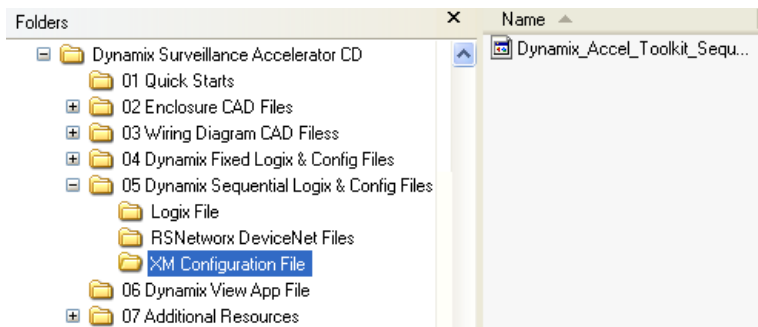 Folders
Dynamix Surveillance Accelerator CD
01 Quick Starts
02 Enclosure CAD Files
03 Wiring Diagram CAD Filess
04 Dynamix Fixed Logix & Config Files
05 Dynamix Sequential Logix & Config Files
Logix File
RSNetworx DeviceNet Files
XM Configuration File
06 Dynamix View App File
07 Additional Resources
Name
Dynamix_Accel_Toolkit_Sequ...